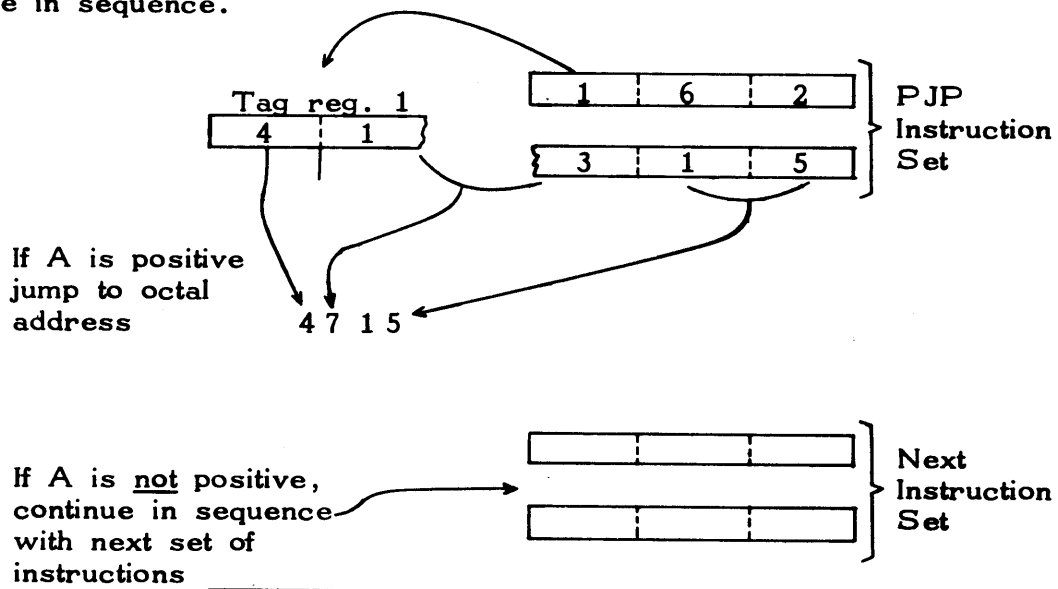 e in sequence.
Tag reg. 1
4 1
1 6 2
3 1 5
PJP
Instruction
Set
If A is positive
jump to octal
address
4 7 1 5
If A is not positive,
continue in sequence
with next set of
instructions
Next
Instruction
Set